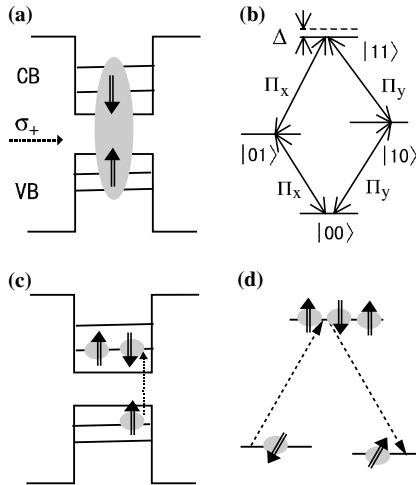 (a)
CB
σ+
VB
(b)
Δ
|11⟩
Πx
Πy
|01⟩
|10⟩
Πx
Πy
|00⟩
(c)
(d)